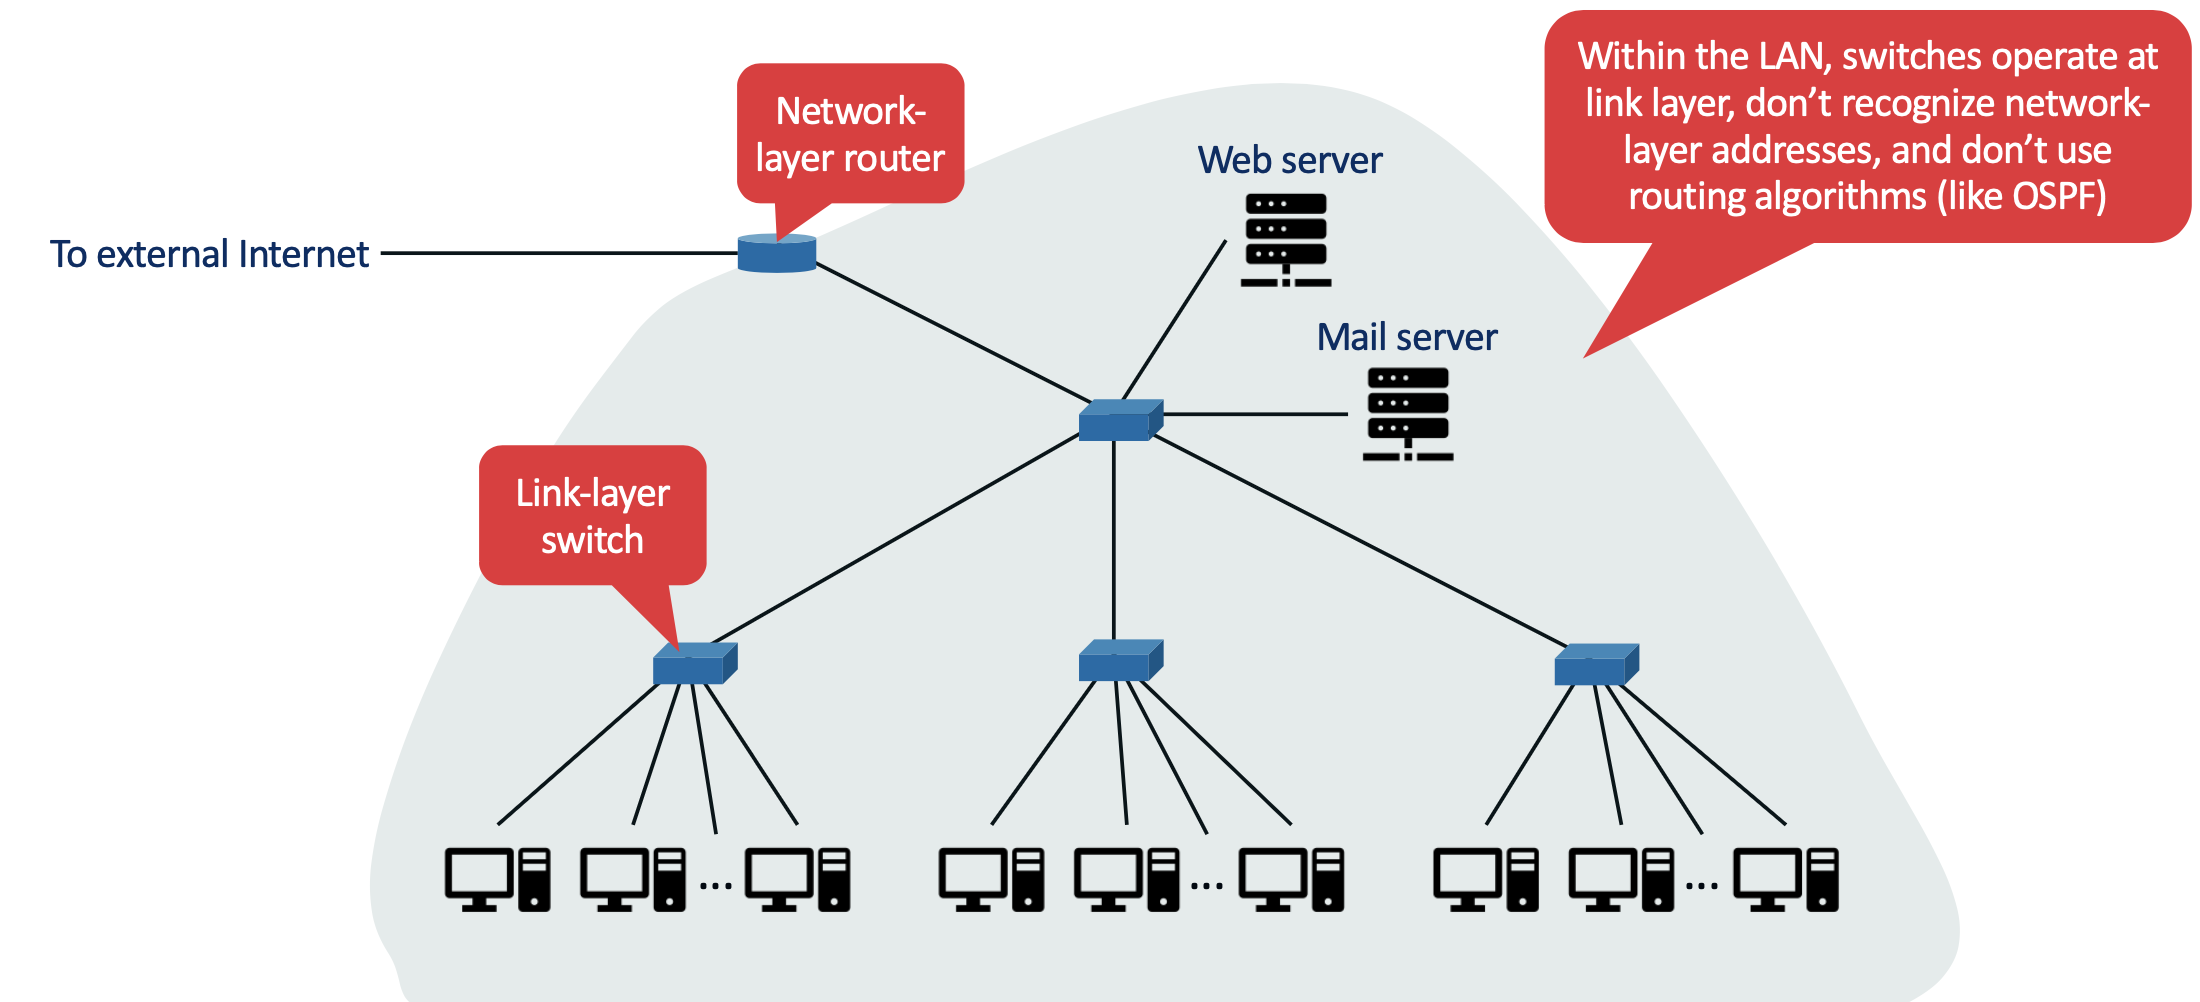 Within the LAN, switches operate at
link layer, don’t recognize network-
layer addresses, and don’t use
routing algorithms (like OSPF)
Network-
layer router
Web server
To external Internet
Mail server
Link-layer
switch
...
...
...